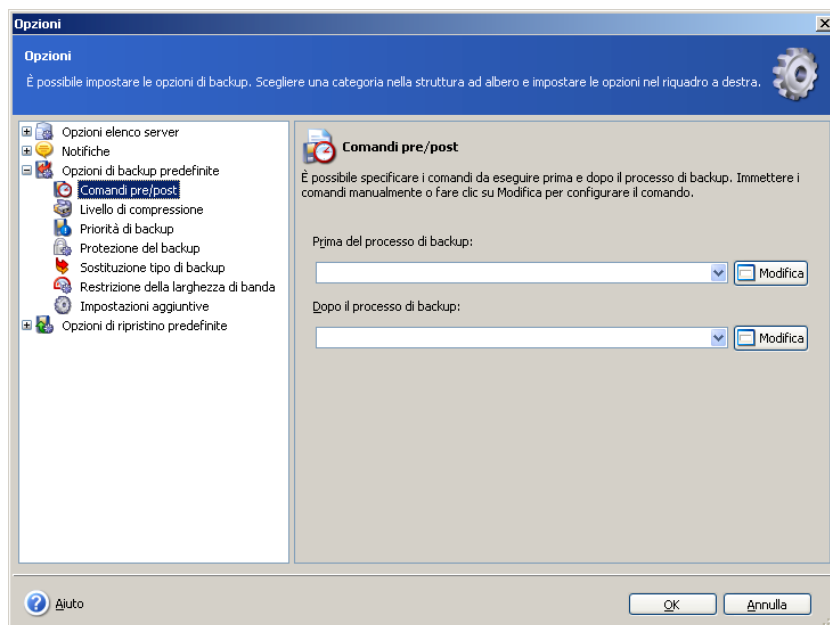 Opzioni
Opzioni
È possibile impostare le opzioni di backup. Scegliere una categoria nella struttura ad albero e impostare le opzioni nel riquadro a destra.
Opzioni elenco server
Notifiche
Opzioni di backup predefinite
Comandi pre/post
Livello di compressione
Priorità di backup
Protezione del backup
Sostituzione tipo di backup
Restrizione della larghezza di banda
Impostazioni aggiuntive
Opzioni di ripristino predefinite
Comandi pre/post
È possibile specificare i comandi da eseguire prima e dopo il processo di backup. Immettere i
comandi manualmente o fare clic su Modifica per configurare il comando.
Prima del processo di backup:
Modifica
Dopo il processo di backup:
Modifica
Aiuto
OK
Annulla